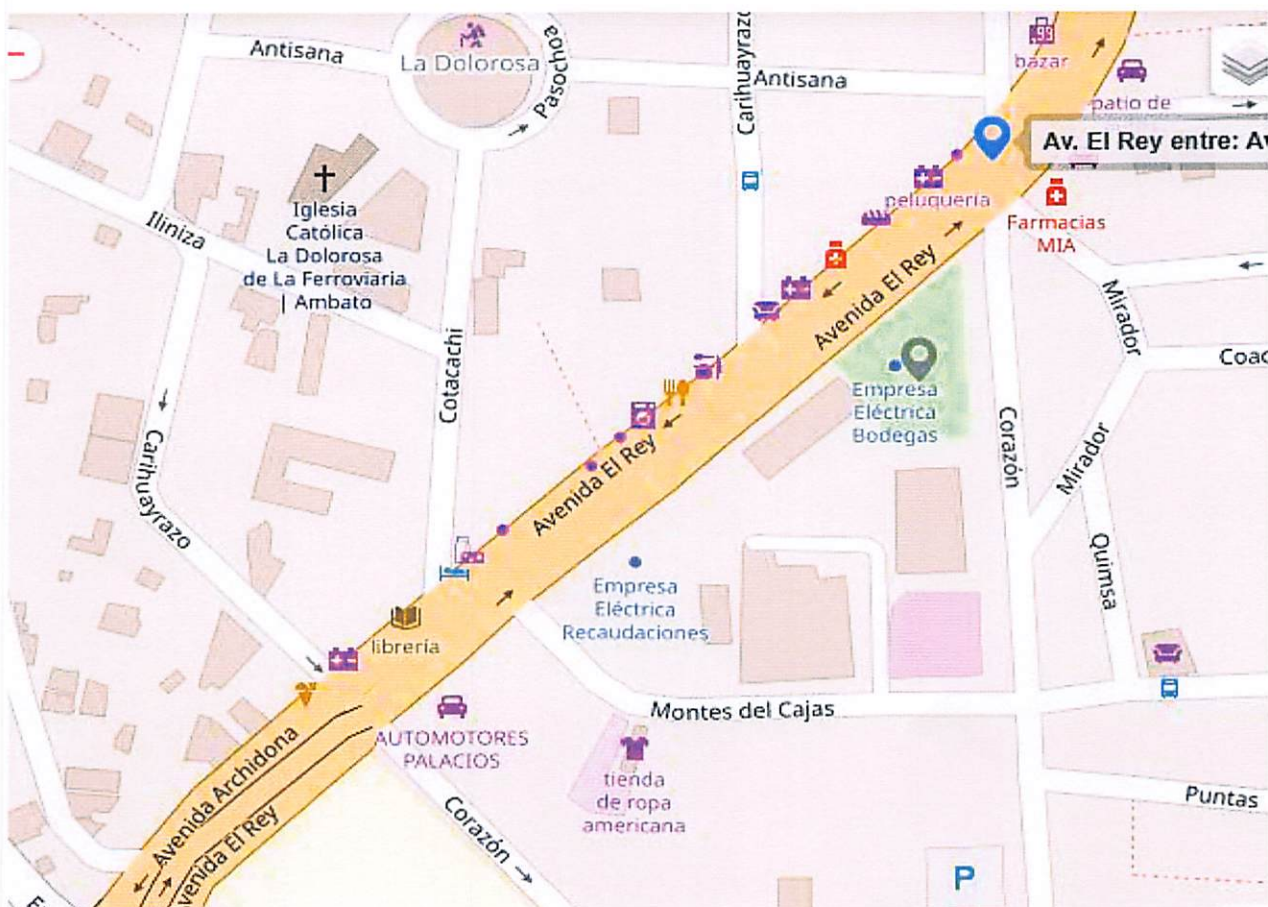 Antisana
La Dolorosa
Pasochoa
Carihuayrazo
Antisana
bazar
patio de
Av. El Rey entre: Av
peluquería
Farmacias
MIA
Iliniza
Iglesia
Católica
La Dolorosa
de La Ferroviaria
| Ambato
Avenida El Rey
Mirador
Cotacachi
Empresa
Eléctrica
Bodegas
Coac
Corazón
Mirador
Carihuayrazo
Avenida El Rey
Quimsa
Empresa
Eléctrica
Recaudaciones
librería
Montes del Cajas
AUTOMOTORES
PALACIOS
Avenida Archidona
tienda
de ropa
americana
Puntas
Avenida El Rey
Corazón
P